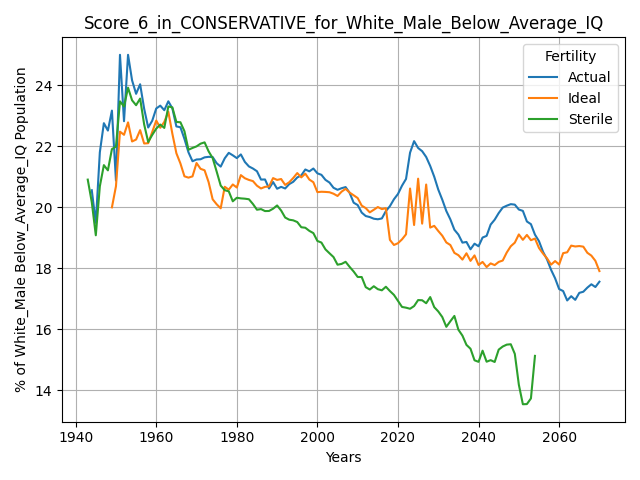 Score_6_in_CONSERVATIVE_for_White_Male_Below_Average_IQ
Fertility
Actual
Ideal
Sterile
% of White_Male Below_Average_IQ Population
24
22
20
18
16
14
1940 1960 1980 2000 2020 2040 2060
Years